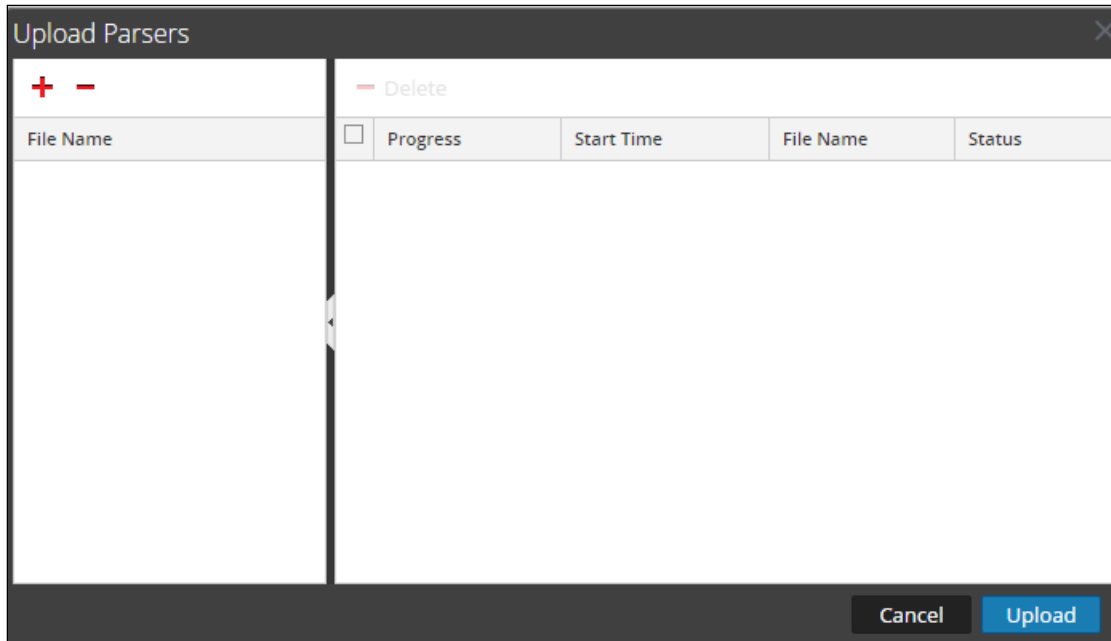 Upload Parsers
Delete
File Name
Progress Start Time File Name Status
Cancel Upload